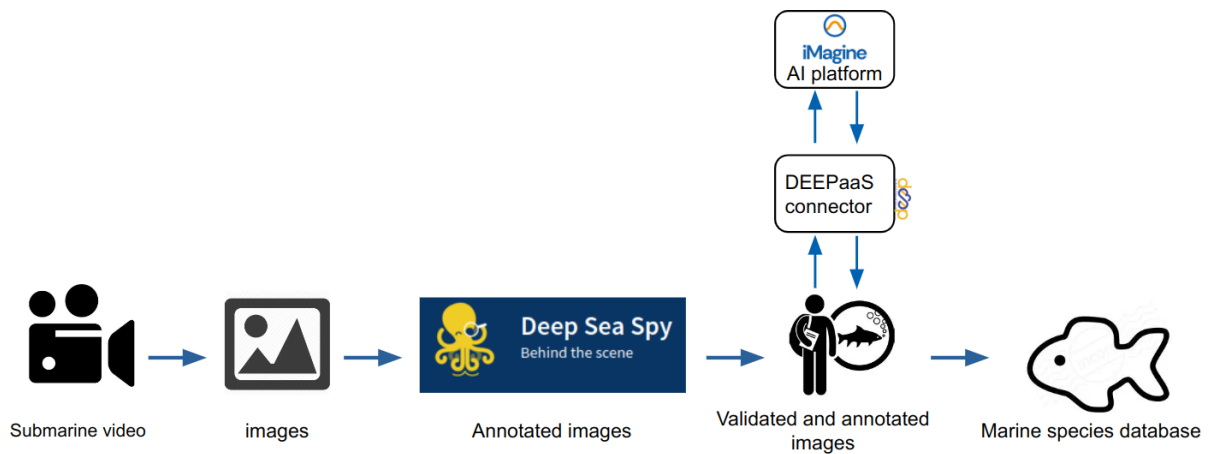 iMagine
AI platform
DEEPaaS
connector
Deep Sea Spy
Behind the scene
Submarine video
images
Annotated images
Validated and annotated
images
Marine species database